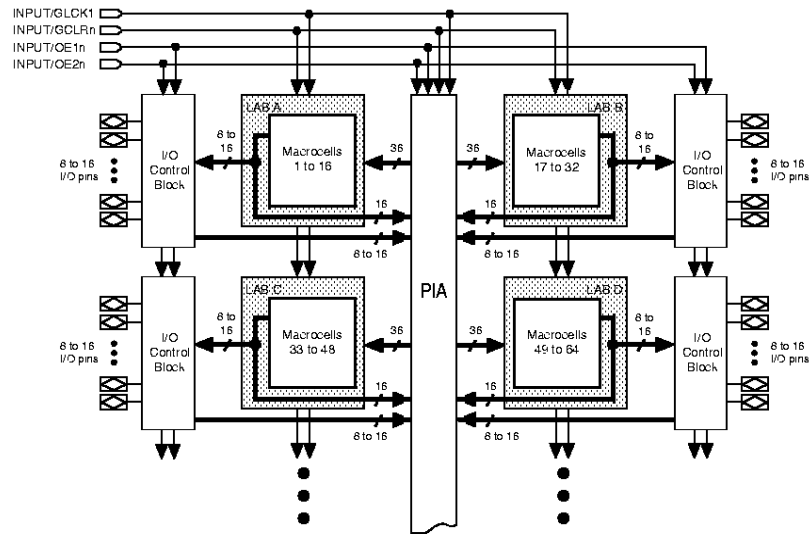 INPUT/GLCK1
INPUT/GCLRn
INPUT/OE1n
INPUT/OE2n
LAB A
LAB B
8 to 16 I/O pins
I/O Control Block
8 to 16
Macrocells 1 to 16
36
36
Macrocells 17 to 32
8 to 16
I/O Control Block
8 to 16 I/O pins
16
16
8 to 16
8 to 16
PIA
LAB C
LAB D
8 to 16 I/O pins
I/O Control Block
8 to 16
Macrocells 33 to 48
36
36
Macrocells 49 to 64
8 to 16
I/O Control Block
8 to 16 I/O pins
16
16
8 to 16
8 to 16